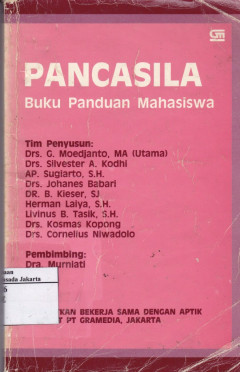 GM
PANCASILA
Buku Panduan Mahasiswa
Tim Penyusun:
Drs. G. Moedjanto, MA (Utama)
Drs. Silvester A. Kodhi
AP. Sugiarto, S.H.
Drs. Johanes Babari
DR. B. Kieser, SJ
Herman Laiya, S.H.
Livinus B. Tasik, S.H.
Drs. Kosmas Kopong
Drs. Cornelius Niwadolo
Pembimbing:
Dra. Murniati
TKAN BEKERJA SAMA DENGAN APTIK
T PT GRAMEDIA, JAKARTA